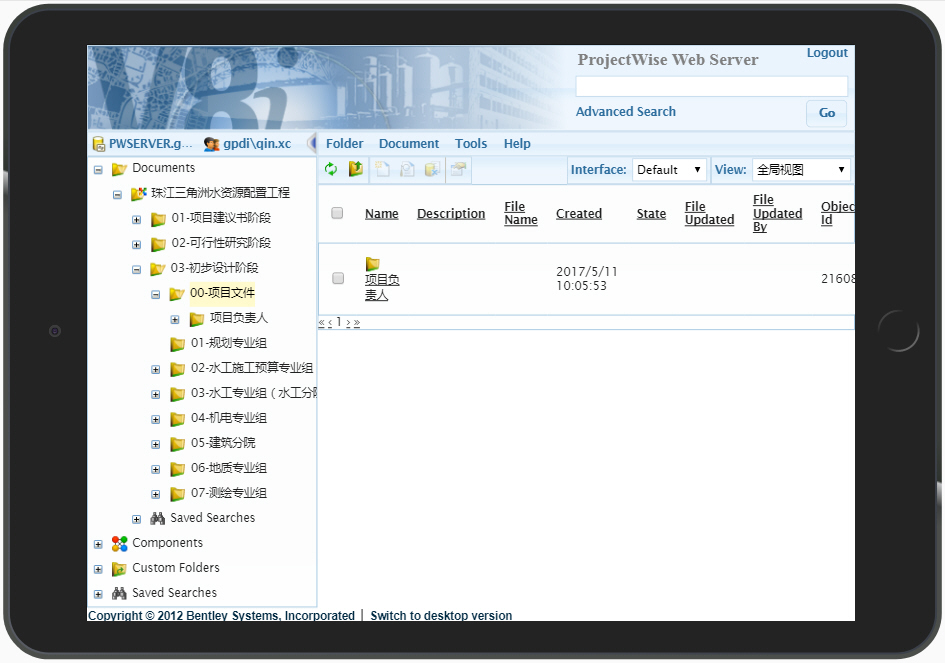 Logout
ProjectWise Web Server
Advanced Search
Go
PWSERVER.g... gpdi\qin.xc
Folder Document Tools Help
Interface: Default View: 全局视图
Documents
珠江三角洲水资源配置工程
01-项目建议书阶段
02-可行性研究阶段
03-初步设计阶段
00-项目文件
项目负责人
01-规划专业组
02-水工施工预算专业组
03-水工专业组（水工分
04-机电专业组
05-建筑分院
06-地质专业组
07-测绘专业组
Saved Searches
Components
Custom Folders
Saved Searches
Name Description File Name Created State File Updated File Updated By Objec Id
项目负
责人
2017/5/11
10:05:53
21608
« ‹ 1 › »
Copyright © 2012 Bentley Systems, Incorporated | Switch to desktop version